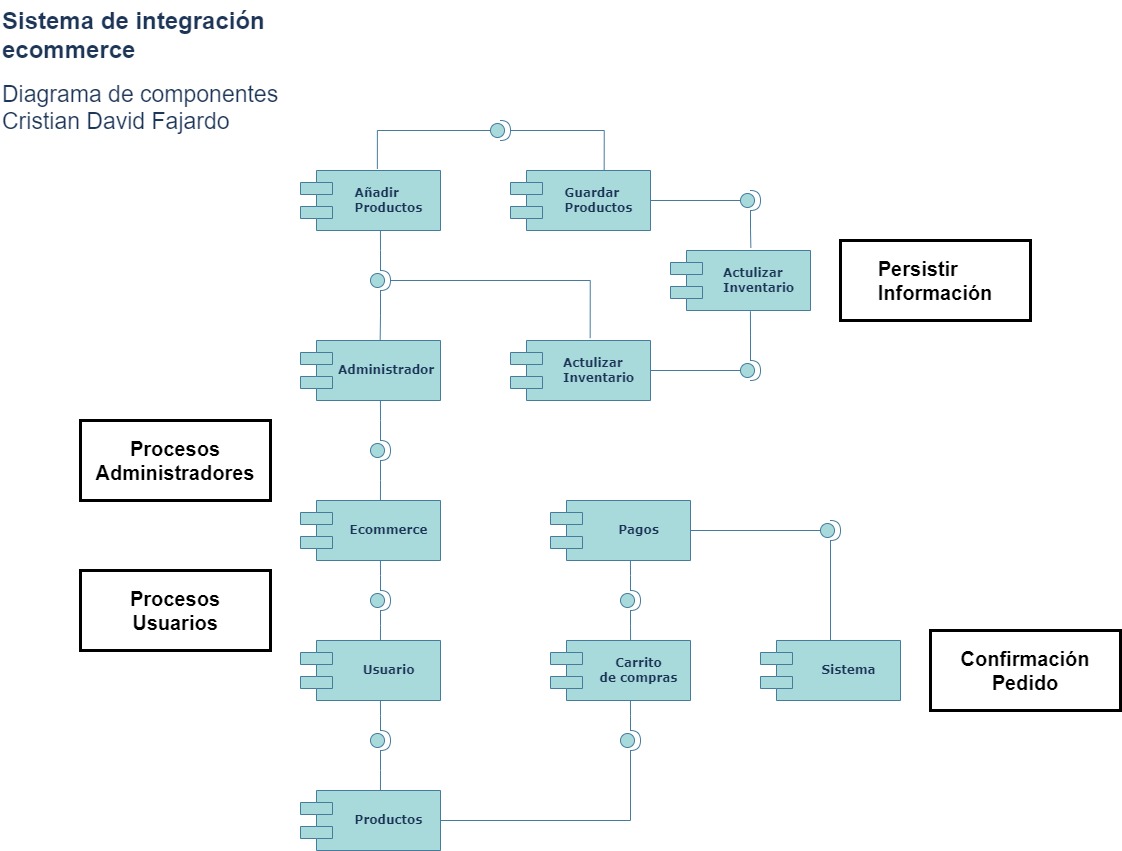 Sistema de integración
ecommerce
Diagrama de componentes
Cristian David Fajardo
Añadir
Productos
Guardar
Productos
Actulizar
Inventario
Persistir
Información
Administrador
Actulizar
Inventario
Procesos
Administradores
Ecommerce
Pagos
Procesos
Usuarios
Usuario
Carrito
de compras
Sistema
Confirmación
Pedido
Productos